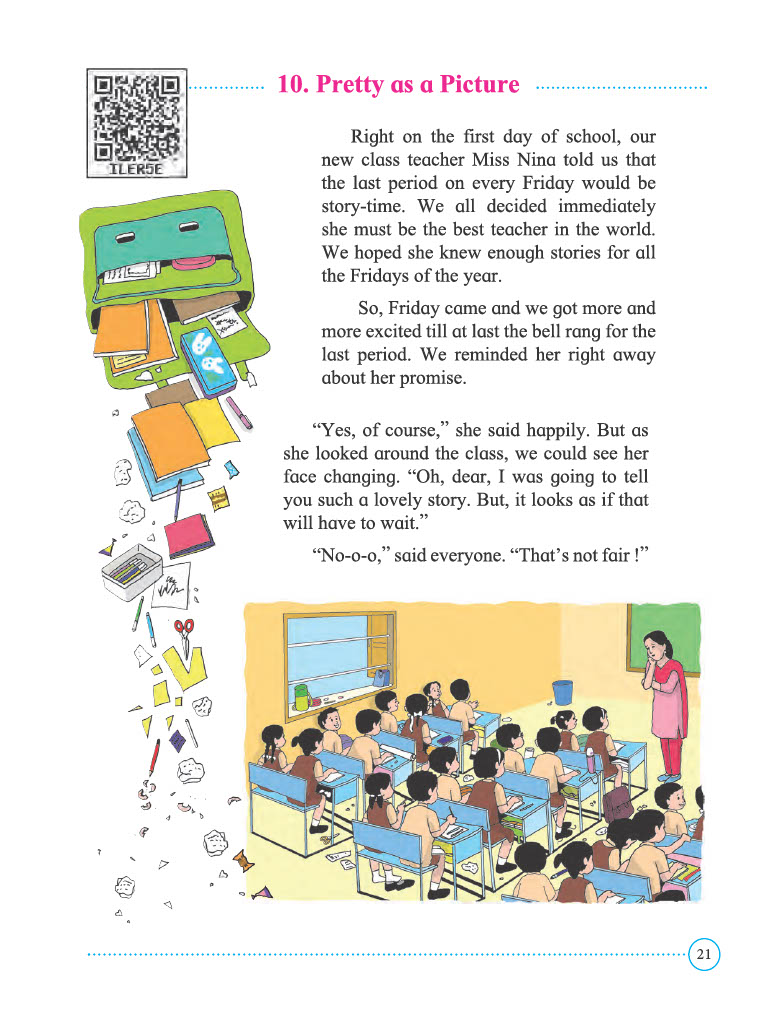 10. Pretty as a Picture
ILER5E
Right on the first day of school, our
new class teacher Miss Nina told us that
the last period on every Friday would be
story-time. We all decided immediately
she must be the best teacher in the world.
We hoped she knew enough stories for all
the Fridays of the year.
So, Friday came and we got more and
more excited till at last the bell rang for the
last period. We reminded her right away
about her promise.
“Yes, of course,” she said happily. But as
she looked around the class, we could see her
face changing. “Oh, dear, I was going to tell
you such a lovely story. But, it looks as if that
will have to wait.”
“No-o-o,” said everyone. “That’s not fair !”
21